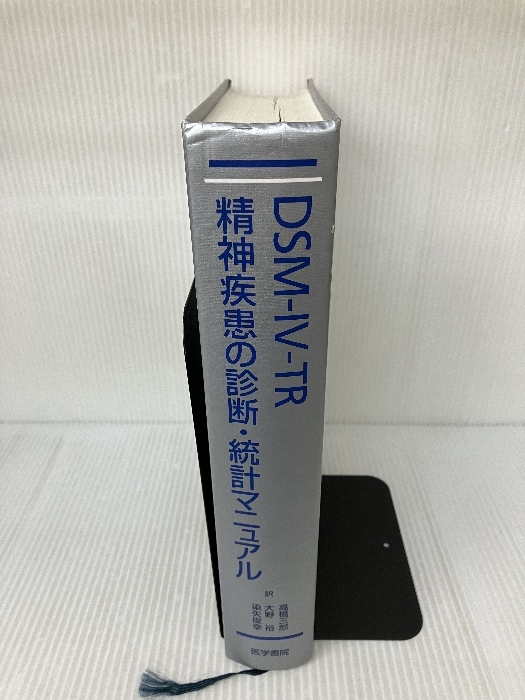 DSM-IV-TR
精神疾患の診断・統計マニュアル
訳
高橋三郎
大野 裕
染矢俊幸
医学書院